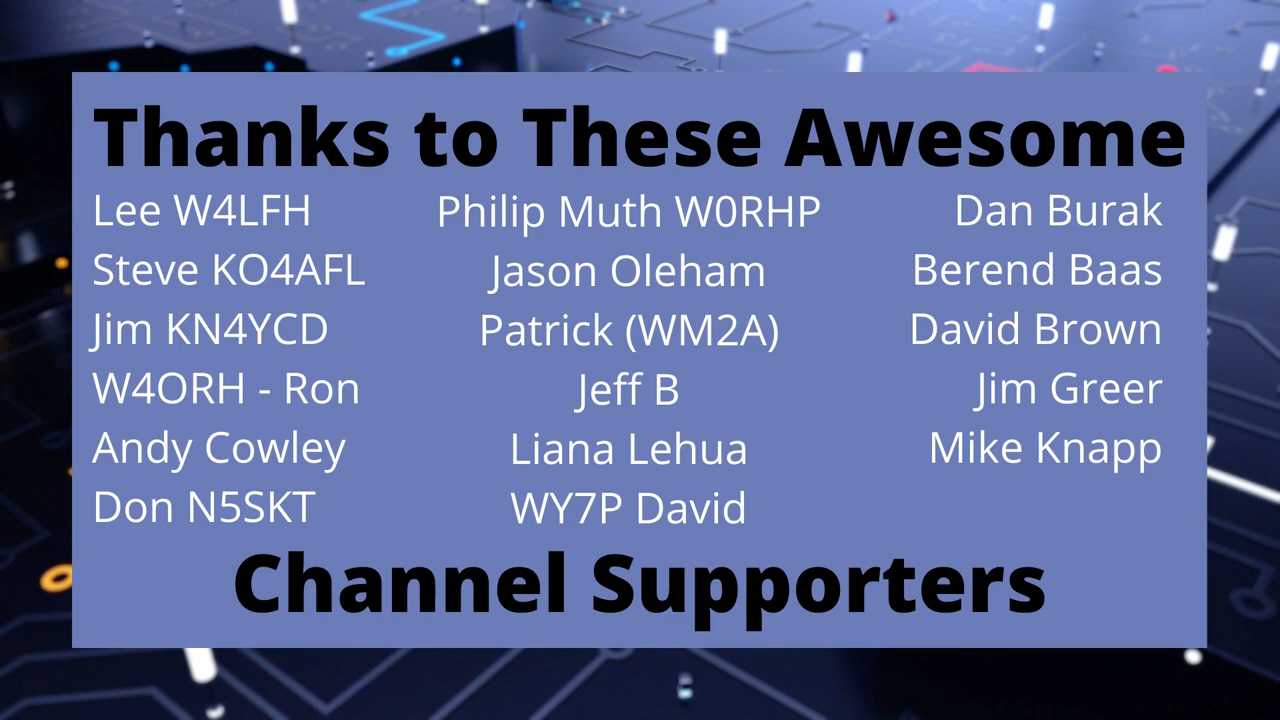 Thanks to These Awesome
Lee W4LFH
Steve KO4AFL
Jim KN4YCD
W4ORH - Ron
Andy Cowley
Don N5SKT
Philip Muth W0RHP
Jason Oleham
Patrick (WM2A)
Jeff B
Liana Lehua
WY7P David
Dan Burak
Berend Baas
David Brown
Jim Greer
Mike Knapp
Channel Supporters